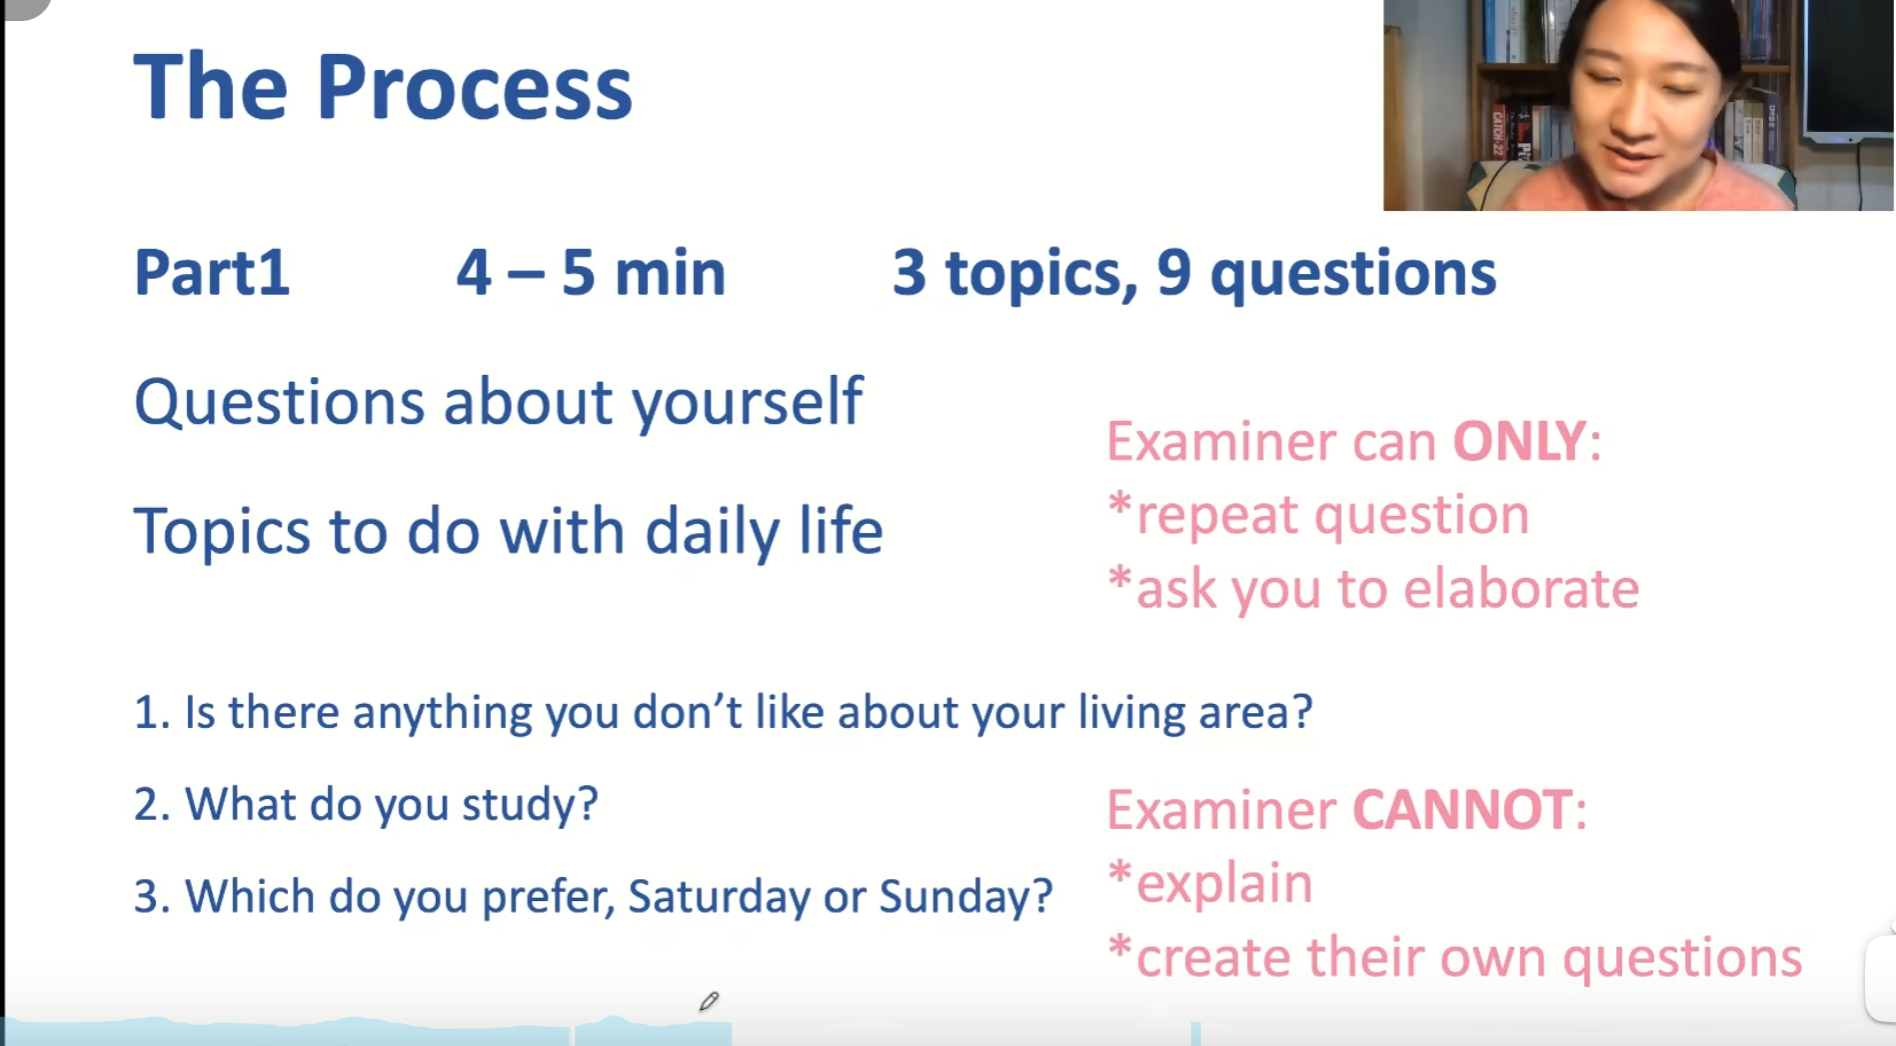 The Process
Part1 4 – 5 min 3 topics, 9 questions
Questions about yourself
Topics to do with daily life
Examiner can ONLY:
*repeat question
*ask you to elaborate
1. Is there anything you don’t like about your living area?
2. What do you study?
3. Which do you prefer, Saturday or Sunday?
Examiner CANNOT:
*explain
*create their own questions
CATCH-22